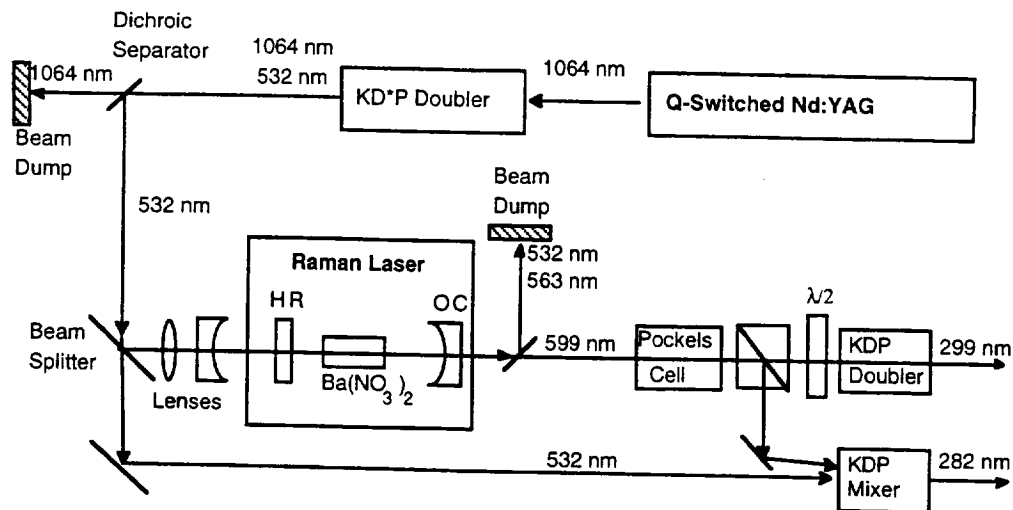 Dichroic
Separator
1064 nm
1064 nm
532 nm
KD*P Doubler
1064 nm
Q-Switched Nd:YAG
Beam
Dump
532 nm
Beam
Dump
532 nm
563 nm
Raman Laser
HR
OC
Ba(NO3)2
Beam
Splitter
Lenses
599 nm
Pockels
Cell
λ/2
KDP
Doubler
299 nm
532 nm
KDP
Mixer
282 nm